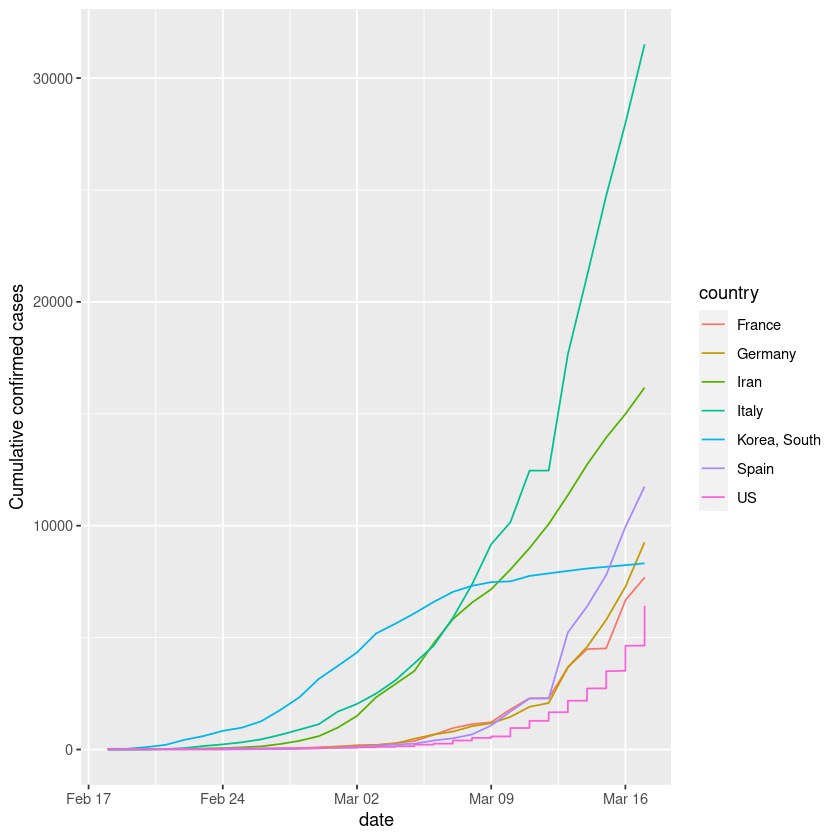 30000
20000
10000
0
Cumulative confirmed cases
Feb 17
Feb 24
Mar 02
Mar 09
Mar 16
date
country
France
Germany
Iran
Italy
Korea, South
Spain
US